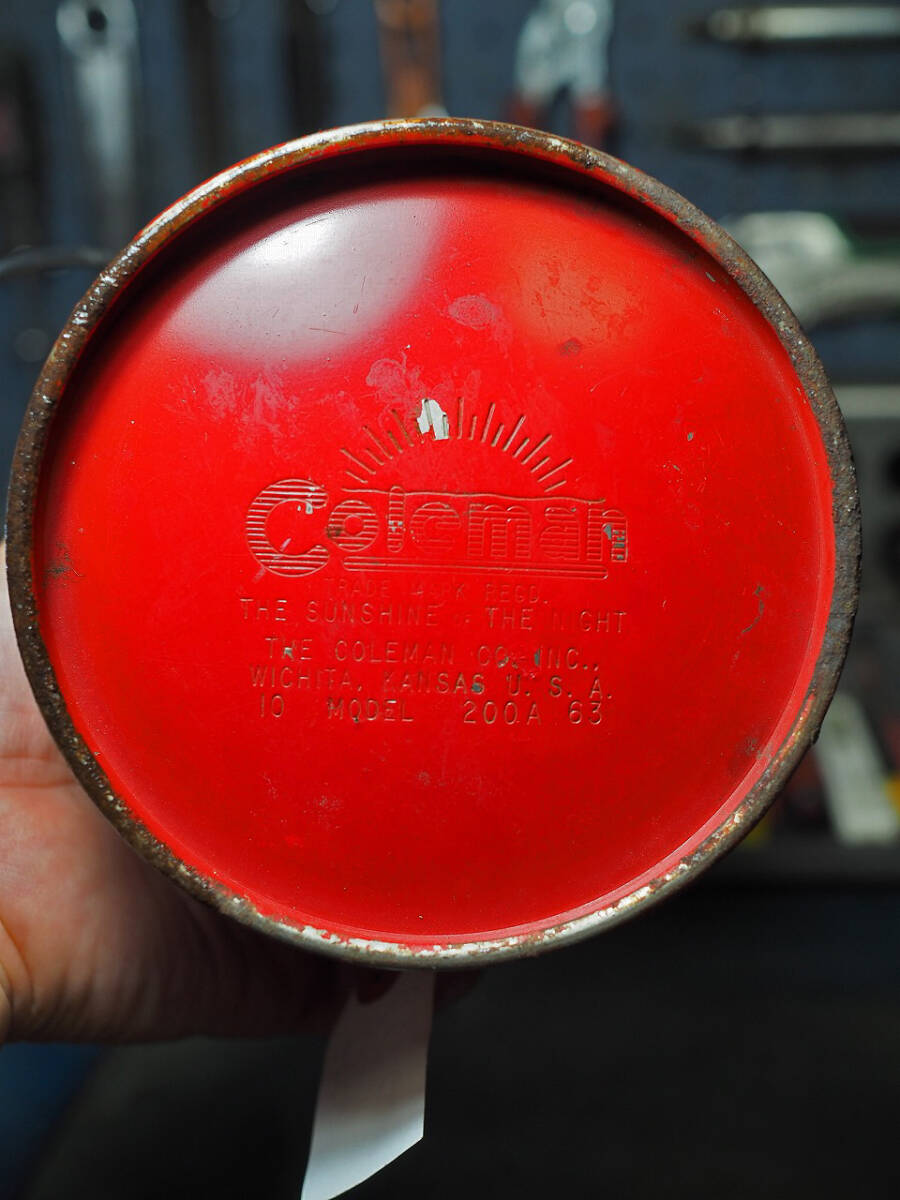 Coleman
TRADE MARK REGD.
THE SUNSHINE OF THE NIGHT
THE COLEMAN CO. INC.,
WICHITA, KANSAS U. S. A.
10 MODEL 200A 63